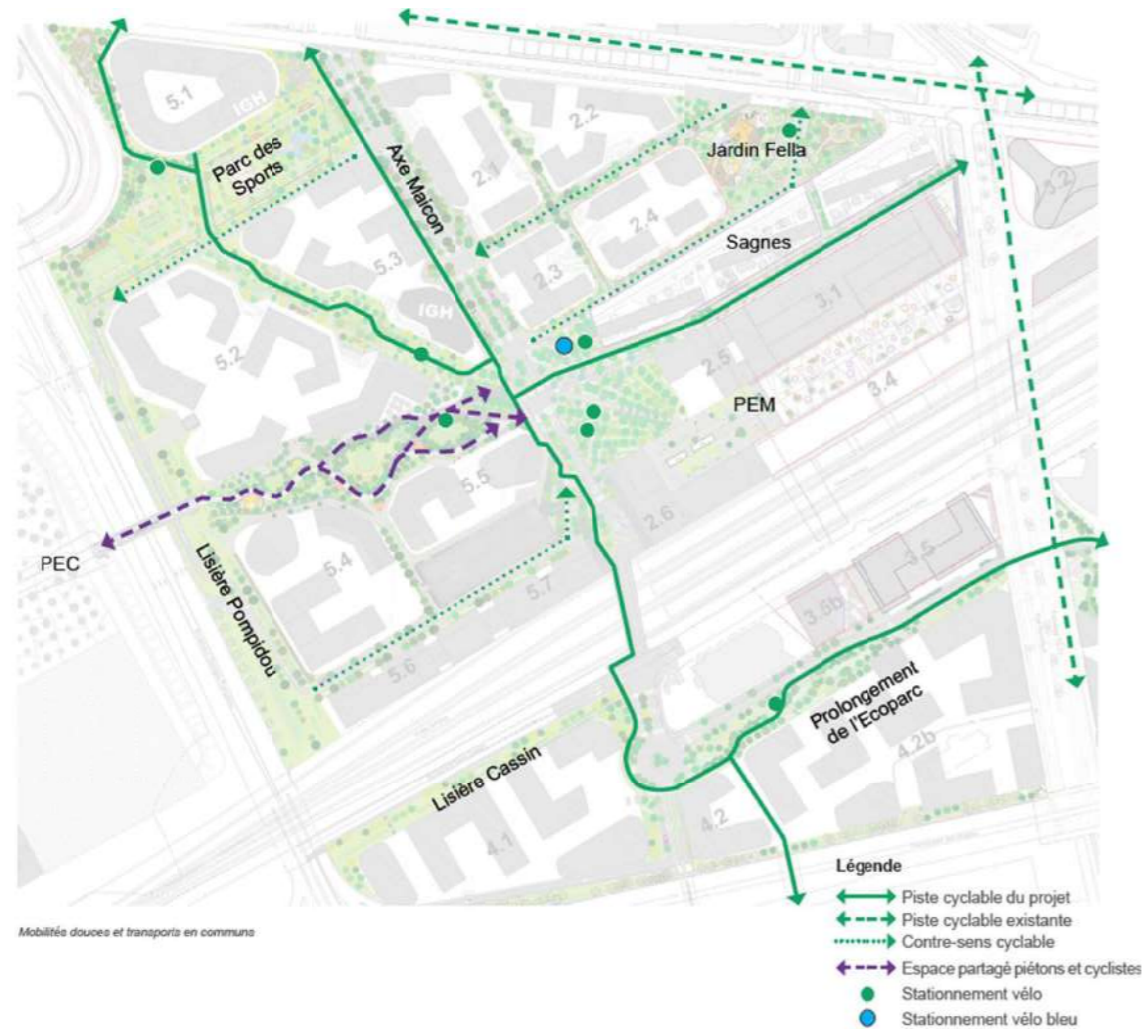 5.1
IGH
Parc des
Sports
Axe Maicon
2.2
2.1
Jardin Fella
2.4
3.2
5.3
2.3
Sagnes
IGH
3.1
5.2
2.5
PEM
3.4
5.5
2.6
PEC
5.4
Lisière Pompidou
5.7
3.5
3.5b
5.6
Prolongement
de l'Ecoparc
4.2b
Lisière Cassin
4.2
4.1
Légende
Piste cyclable du projet
Piste cyclable existante
Contre-sens cyclable
Espace partagé piétons et cyclistes
Stationnement vélo
Stationnement vélo bleu
Mobilités douces et transports en communs